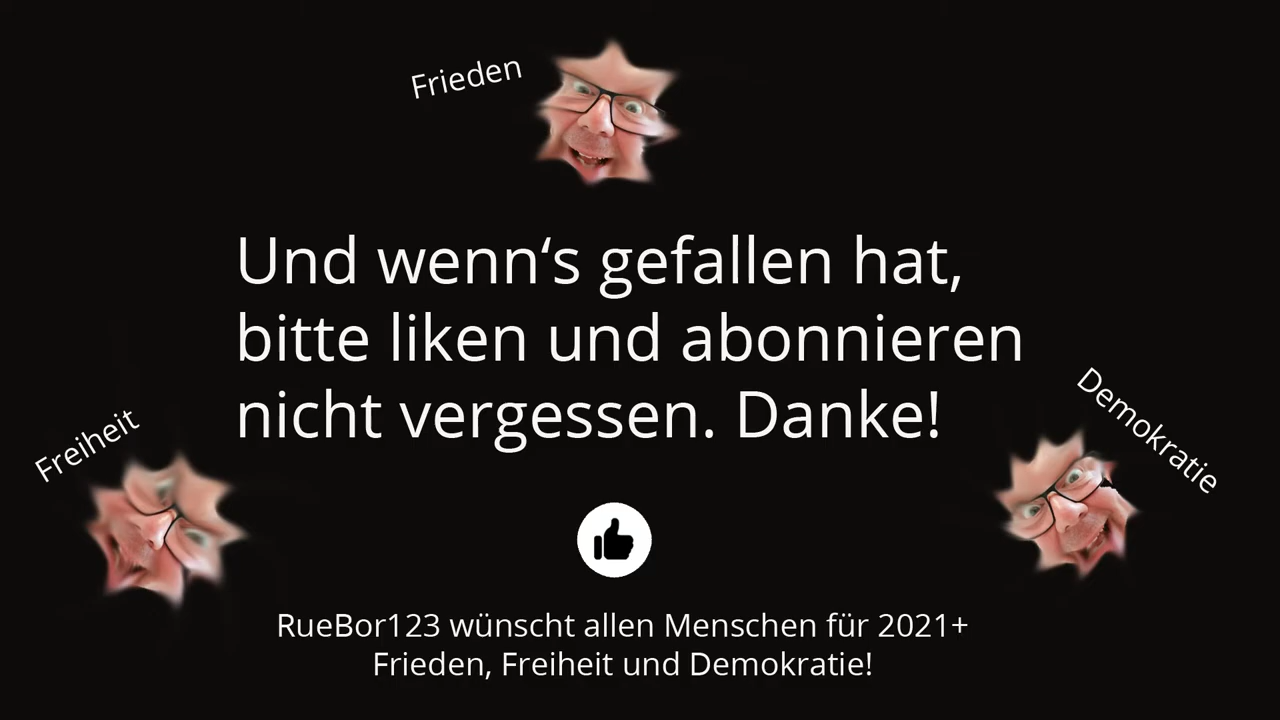 Frieden
Und wenn‘s gefallen hat,
bitte liken und abonnieren
nicht vergessen. Danke!
Freiheit
Demokratie
RueBor123 wünscht allen Menschen für 2021+
Frieden, Freiheit und Demokratie!